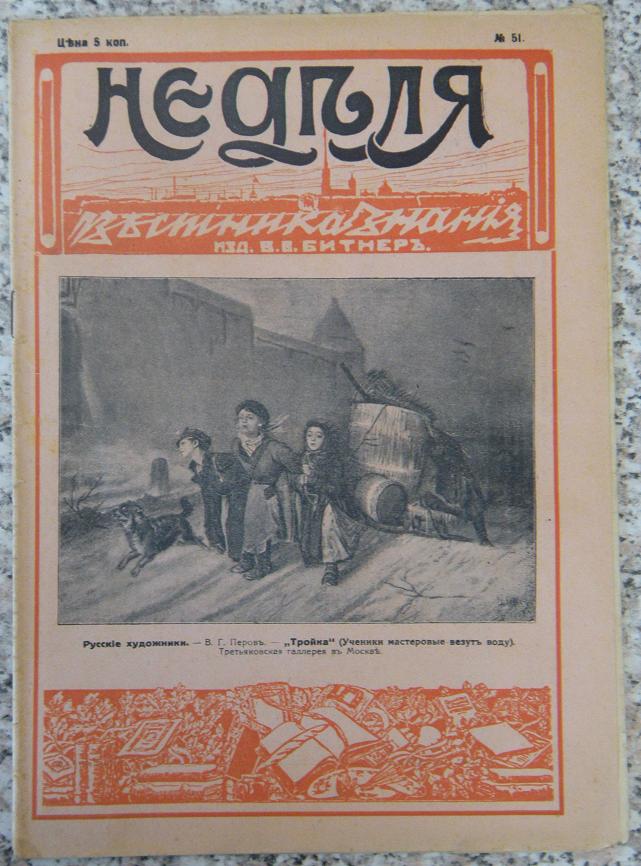 Цѣна 5 коп.
№ 51.
НЕДѢЛЯ
вѣстника знанія
изд. В.В. БИТНЕРЪ.
Русскіе художники. — В. Г. Перовъ. — „Тройка“ (Ученики мастеровые везутъ воду).
Третьяковская галлерея въ Москвѣ.